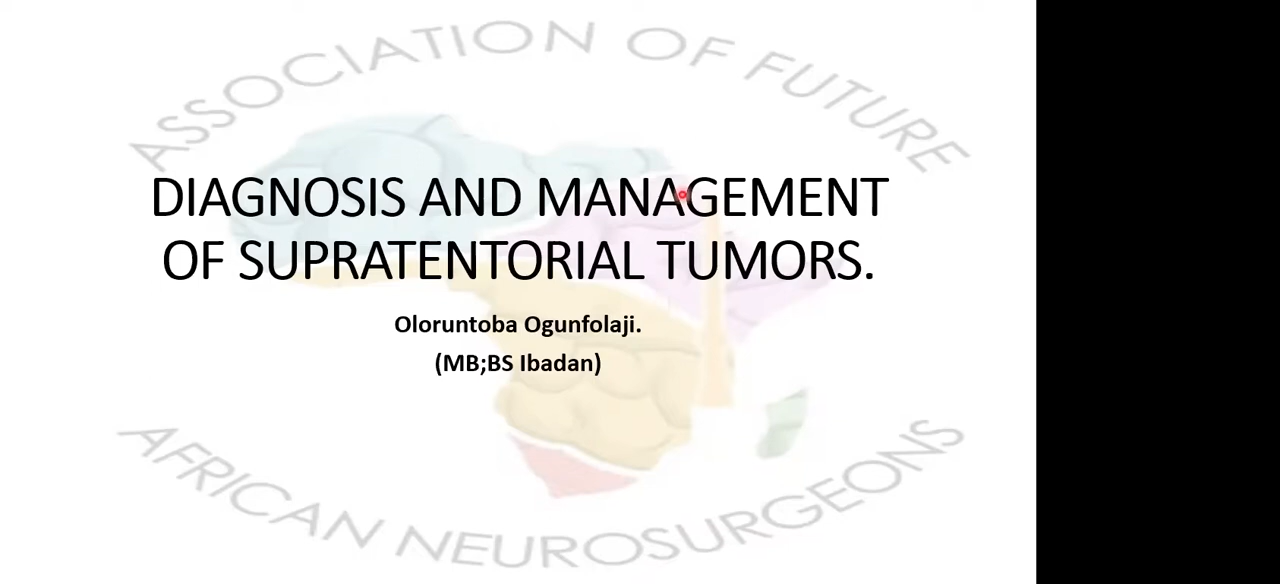 ASSOCIATION OF FUTURE
DIAGNOSIS AND MANAGEMENT
OF SUPRATENTORIAL TUMORS.
Oloruntoba Ogunfolaji.
(MB;BS Ibadan)
AFRICAN NEUROSURGEONS